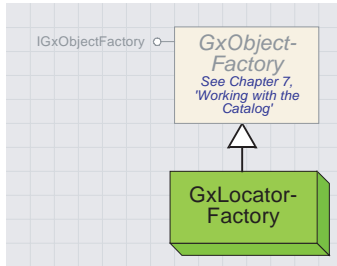 IGxObjectFactory
GxObject-
Factory
See Chapter 7,
'Working with the
Catalog'
GxLocator-
Factory